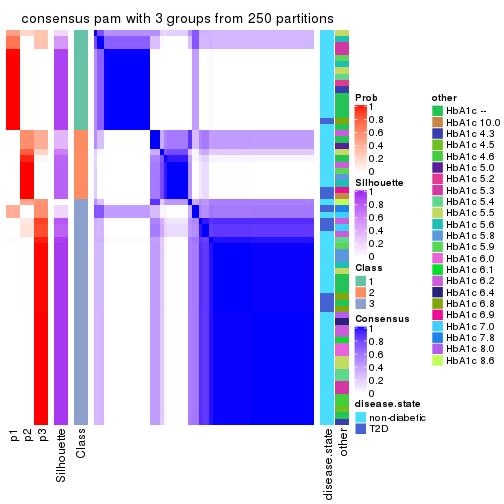 consensus pam with 3 groups from 250 partitions
p1
p2
p3
Silhouette
Class
disease.state
other
Prob
1
0.8
0.6
0.4
0.2
0
Silhouette
1
0.8
0.6
0.4
0.2
0
Class
1
2
3
Consensus
1
0.8
0.6
0.4
0.2
0
disease.state
non-diabetic
T2D
other
HbA1c --
HbA1c 10.0
HbA1c 4.3
HbA1c 4.5
HbA1c 4.6
HbA1c 5.0
HbA1c 5.2
HbA1c 5.3
HbA1c 5.4
HbA1c 5.5
HbA1c 5.6
HbA1c 5.8
HbA1c 5.9
HbA1c 6.0
HbA1c 6.1
HbA1c 6.2
HbA1c 6.4
HbA1c 6.8
HbA1c 6.9
HbA1c 7.0
HbA1c 7.8
HbA1c 8.0
HbA1c 8.6